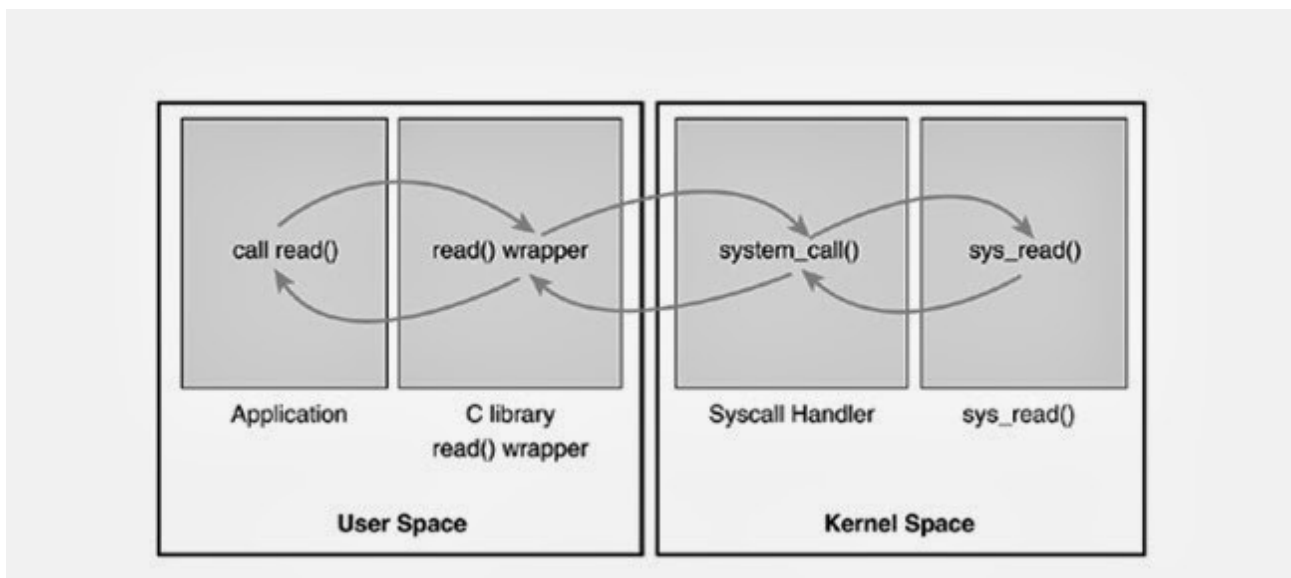 call read()
read() wrapper
system_call()
sys_read()
Application
C library
read() wrapper
Syscall Handler
sys_read()
User Space
Kernel Space